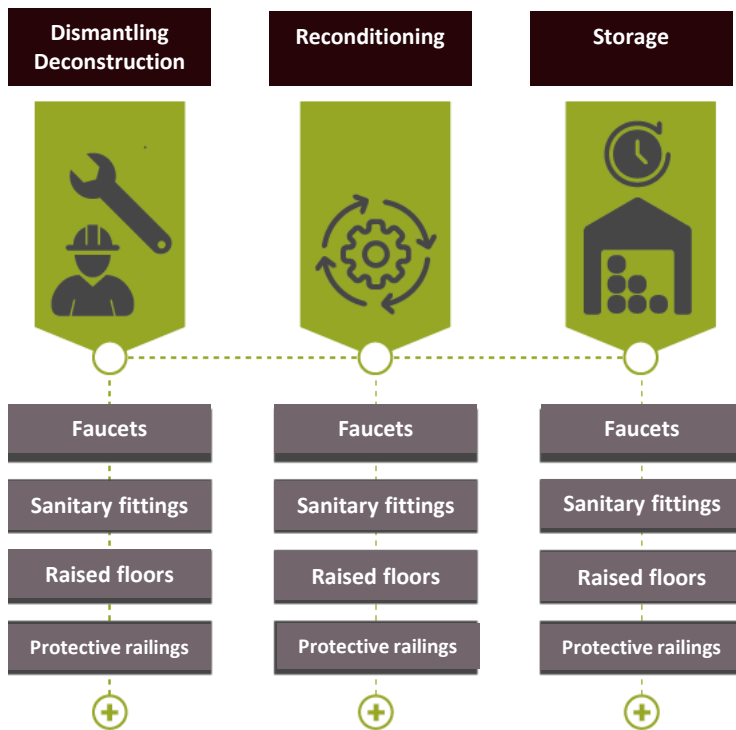 Dismantling
Deconstruction
Reconditioning
Storage
Faucets
Sanitary fittings
Raised floors
Protective railings
Faucets
Sanitary fittings
Raised floors
Protective railings
Faucets
Sanitary fittings
Raised floors
Protective railings